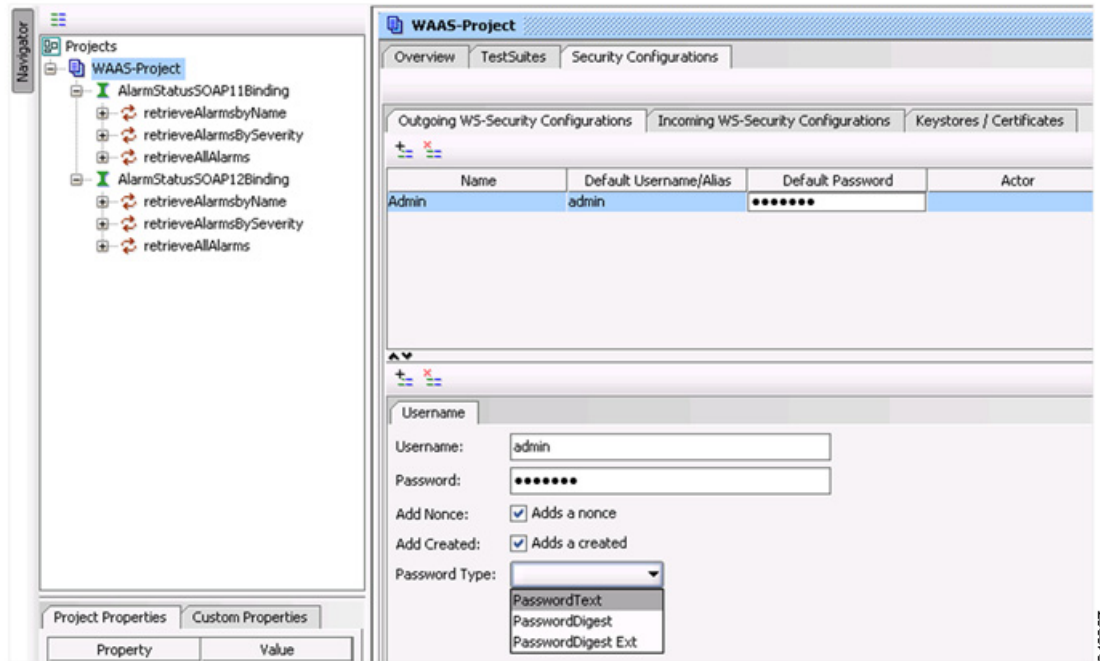 Navigator
Projects
WAAS-Project
AlarmStatusSOAP11Binding
retrieveAlarmsbyName
retrieveAlarmsBySeverity
retrieveAllAlarms
AlarmStatusSOAP12Binding
retrieveAlarmsbyName
retrieveAlarmsBySeverity
retrieveAllAlarms
Project Properties Custom Properties
Property Value
WAAS-Project
Overview TestSuites Security Configurations
Outgoing WS-Security Configurations Incoming WS-Security Configurations Keystores / Certificates
Name Default Username/Alias Default Password Actor
Admin admin •••••••
Username
Username: admin
Password: •••••••
Add Nonce: Adds a nonce
Add Created: Adds a created
Password Type:
PasswordText
PasswordDigest
PasswordDigest Ext